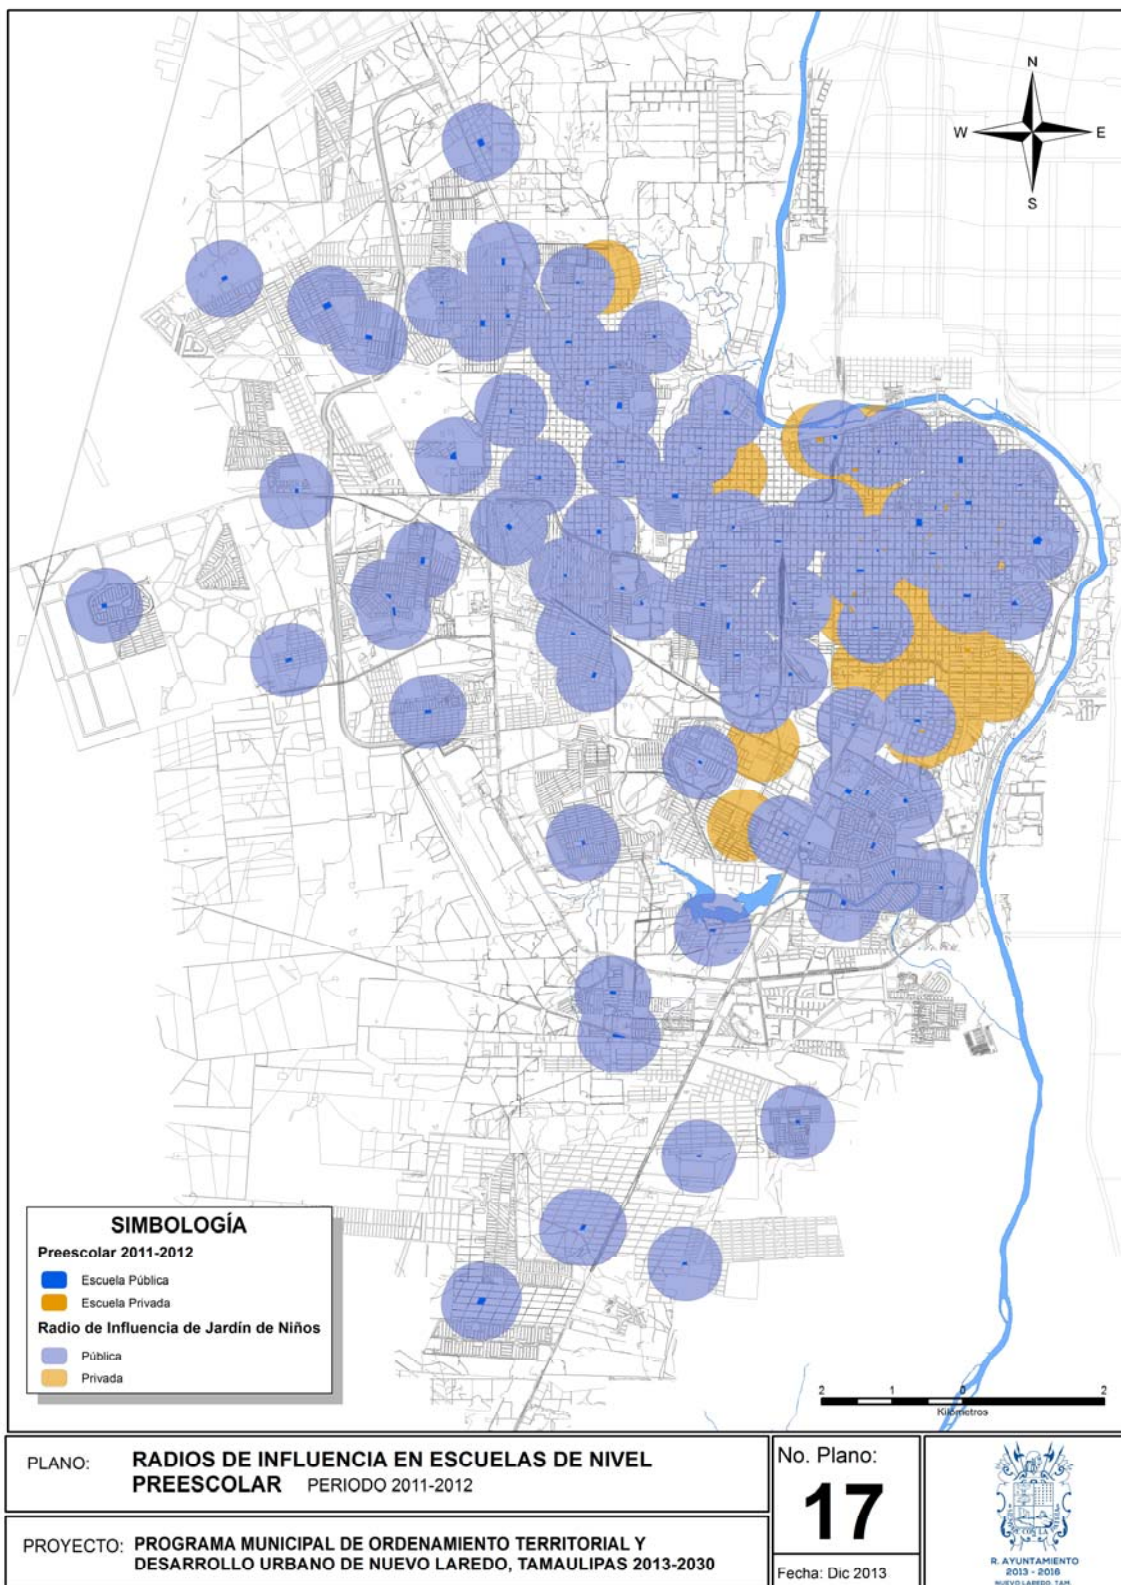 N
W
E
S
SIMBOLOGÍA
Preescolar 2011-2012
Escuela Pública
Escuela Privada
Radio de Influencia de Jardín de Niños
Pública
Privada
2 1 0 2
Kilómetros
PLANO: RADIOS DE INFLUENCIA EN ESCUELAS DE NIVEL
PREESCOLAR PERIODO 2011-2012
PROYECTO: PROGRAMA MUNICIPAL DE ORDENAMIENTO TERRITORIAL Y
DESARROLLO URBANO DE NUEVO LAREDO, TAMAULIPAS 2013-2030
No. Plano:
17
Fecha: Dic 2013
R. AYUNTAMIENTO
2013 - 2016
NUEVO LAREDO, TAM.